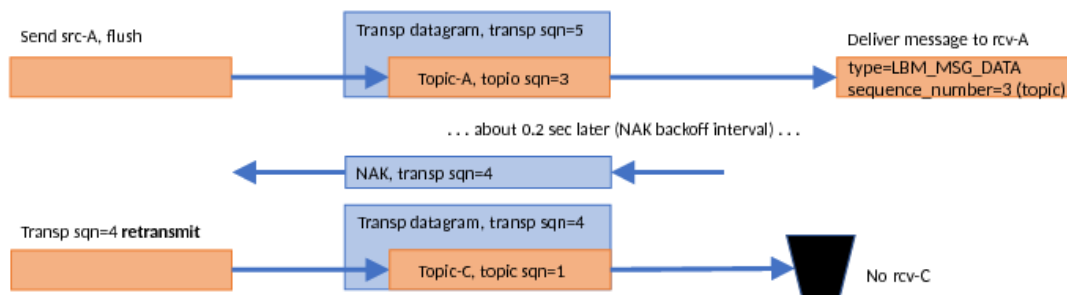 Send src-A, flush
Transp datagram, transp sqn=5
Topic-A, topio sqn=3
Deliver message to rcv-A
type=LBM_MSG_DATA
sequence_number=3 (topic)
. . . about 0.2 sec later (NAK backoff interval) . . .
NAK, transp sqn=4
Transp sqn=4 retransmit
Transp datagram, transp sqn=4
Topic-C, topic sqn=1
No rcv-C